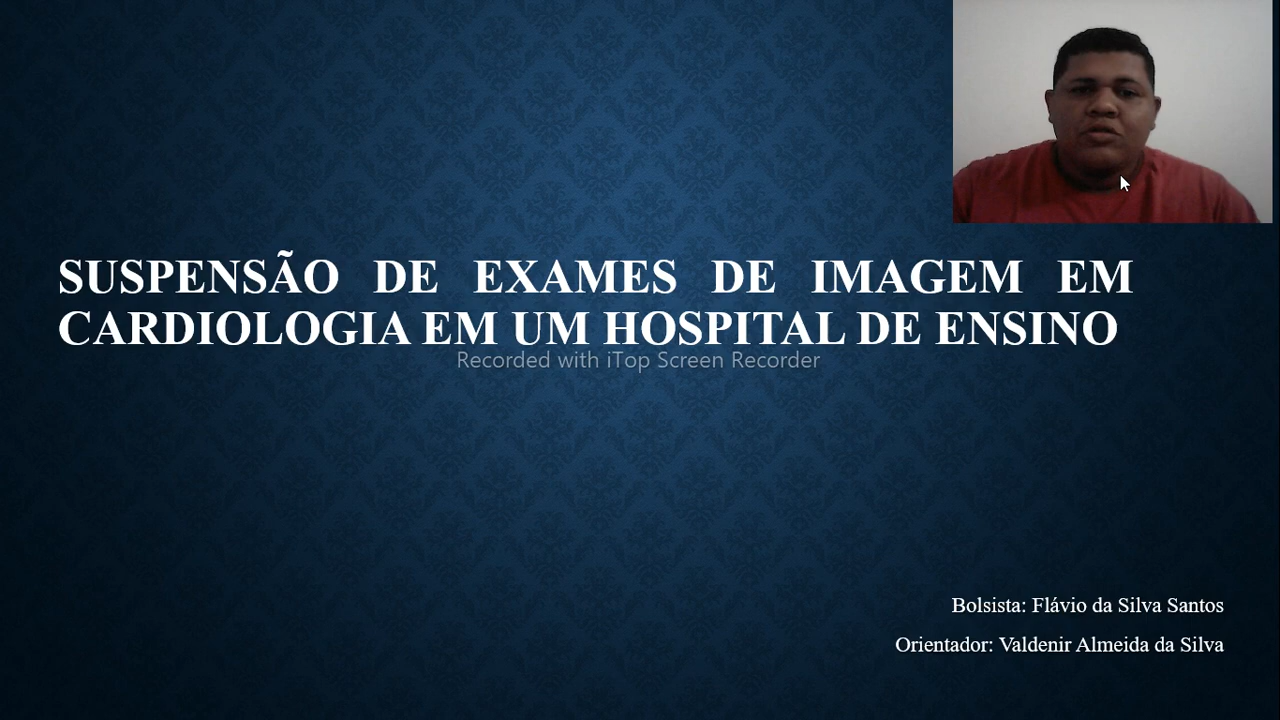 SUSPENSÃO DE EXAMES DE IMAGEM EM
CARDIOLOGIA EM UM HOSPITAL DE ENSINO
Recorded with iTop Screen Recorder
Bolsista: Flávio da Silva Santos
Orientador: Valdenir Almeida da Silva